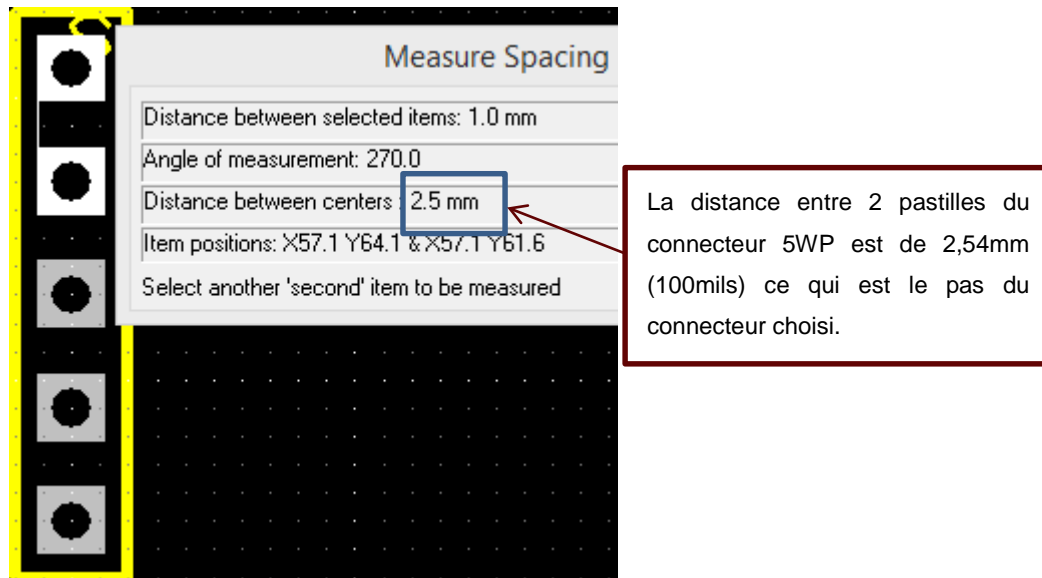 Measure Spacing
Distance between selected items: 1.0 mm
Angle of measurement: 270.0
Distance between centers : 2.5 mm
Item positions: X57.1 Y64.1 & X57.1 Y61.6
Select another 'second' item to be measured
La distance entre 2 pastilles du
connecteur 5WP est de 2,54mm
(100mils) ce qui est le pas du
connecteur choisi.